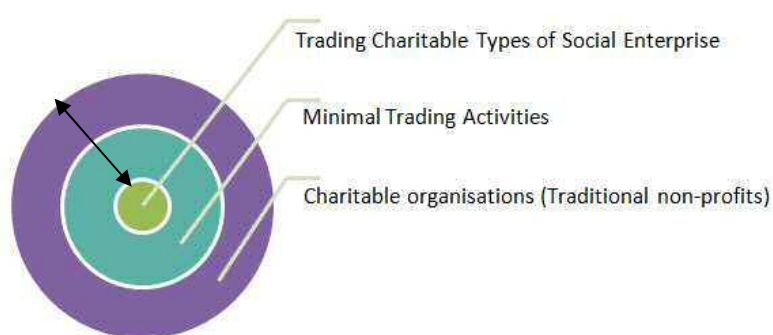 Trading Charitable Types of Social Enterprise
Minimal Trading Activities
Charitable organisations (Traditional non-profits)